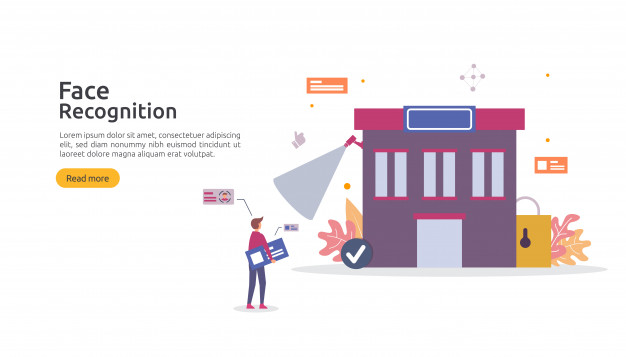 Face
Recognition
Lorem ipsum dolor sit amet, consectetuer adipiscing
elit, sed diam nonummy nibh euismod tincidunt ut
laoreet dolore magna aliquam erat volutpat.
Read more